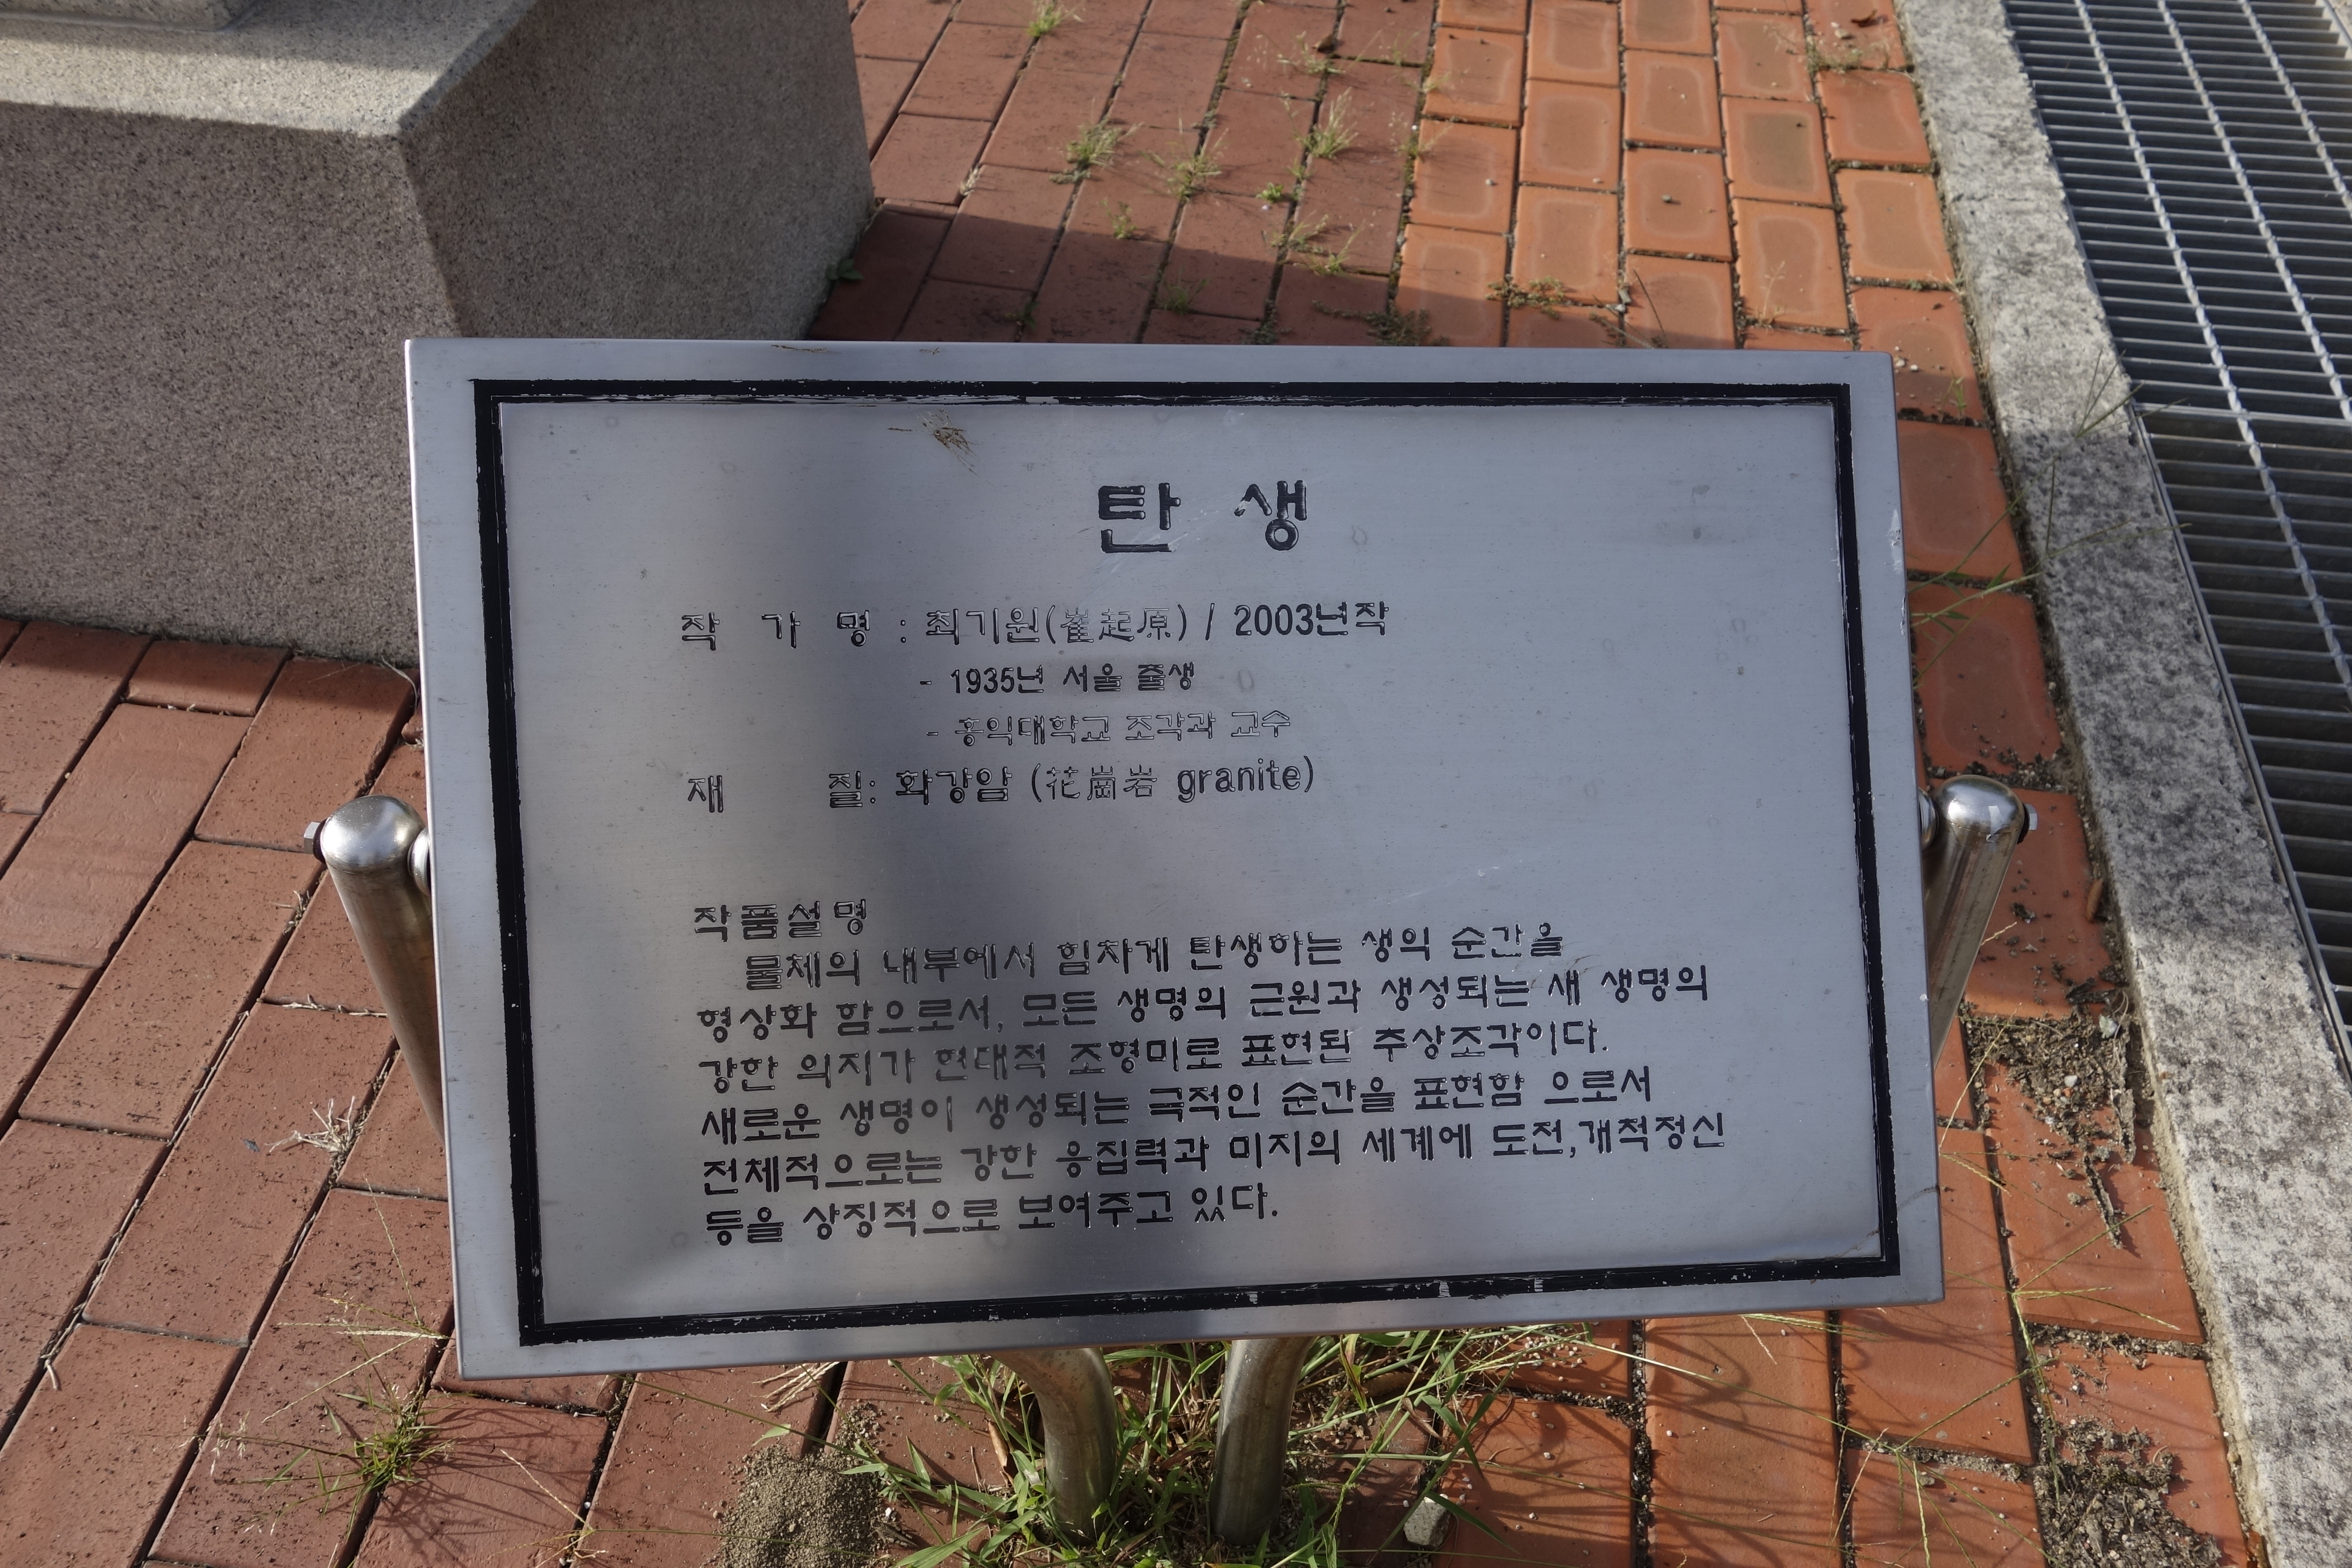 탄 생
작 가 명 : 최기원(崔起原) / 2003년작
- 1935년 서울 출생
- 홍익대학교 조각과 교수
재 질: 화강암 (花崗岩 granite)
작품설명
물체의 내부에서 힘차게 탄생하는 생의 순간을
형상화 함으로서, 모든 생명의 근원과 생성되는 새 생명의
강한 의지가 현대적 조형미로 표현된 추상조각이다.
새로운 생명이 생성되는 극적인 순간을 표현함 으로서
전체적으로는 강한 응집력과 미지의 세계에 도전,개적정신
등을 상징적으로 보여주고 있다.